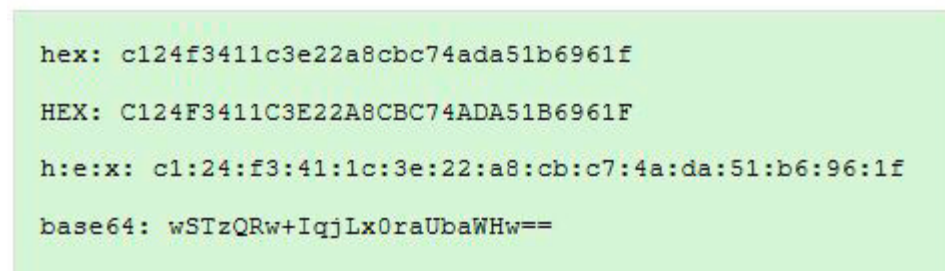 hex: c124f3411c3e22a8cbc74ada51b6961f
HEX: C124F3411C3E22A8CBC74ADA51B6961F
h:e:x: c1:24:f3:41:1c:3e:22:a8:cb:c7:4a:da:51:b6:96:1f
base64: wSTzQRw+IqjLx0raUbaWHw==